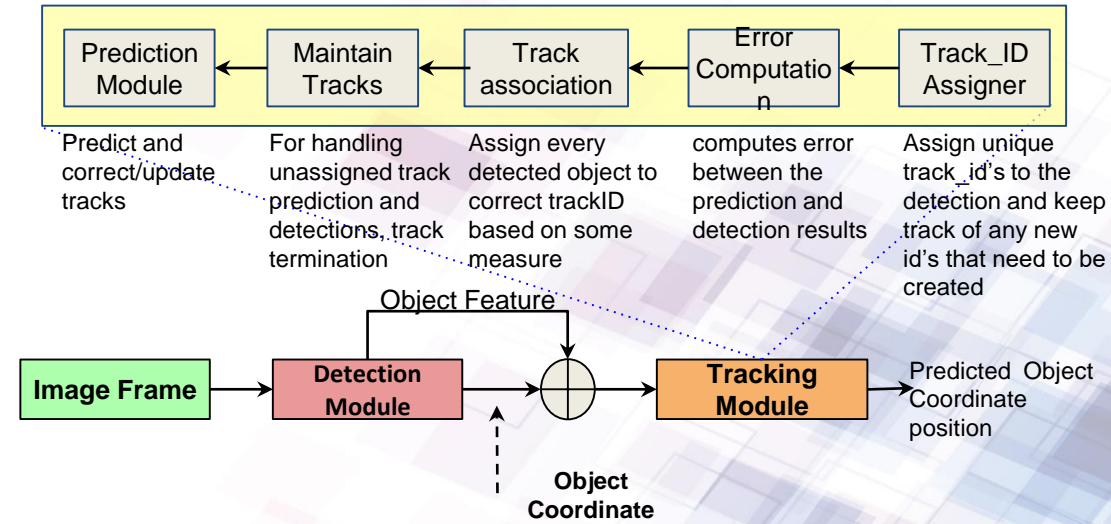 Prediction
Module
Maintain
Tracks
Track
association
Error
Computatio
n
Track_ID
Assigner
Predict and
correct/update
tracks
For handling
unassigned track
prediction and
detections, track
termination
Assign every
detected object to
correct trackID
based on some
measure
computes error
between the
prediction and
detection results
Assign unique
track_id's to the
detection and keep
track of any new
id's that need to be
created
Object Feature
Image Frame
Detection
Module
Tracking
Module
Predicted Object
Coordinate
position
Object
Coordinate